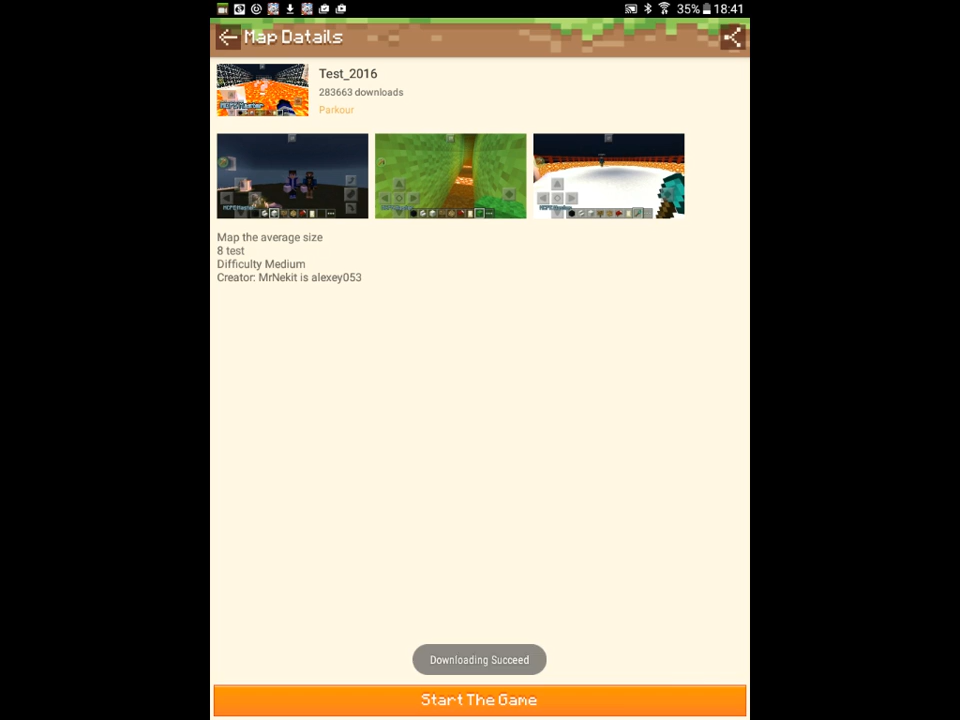 35% 18:41
Map Datails
Test_2016
283663 downloads
Parkour
Map the average size
8 test
Difficulty Medium
Creator: MrNekit is alexey053
Downloading Succeed
Start The Game